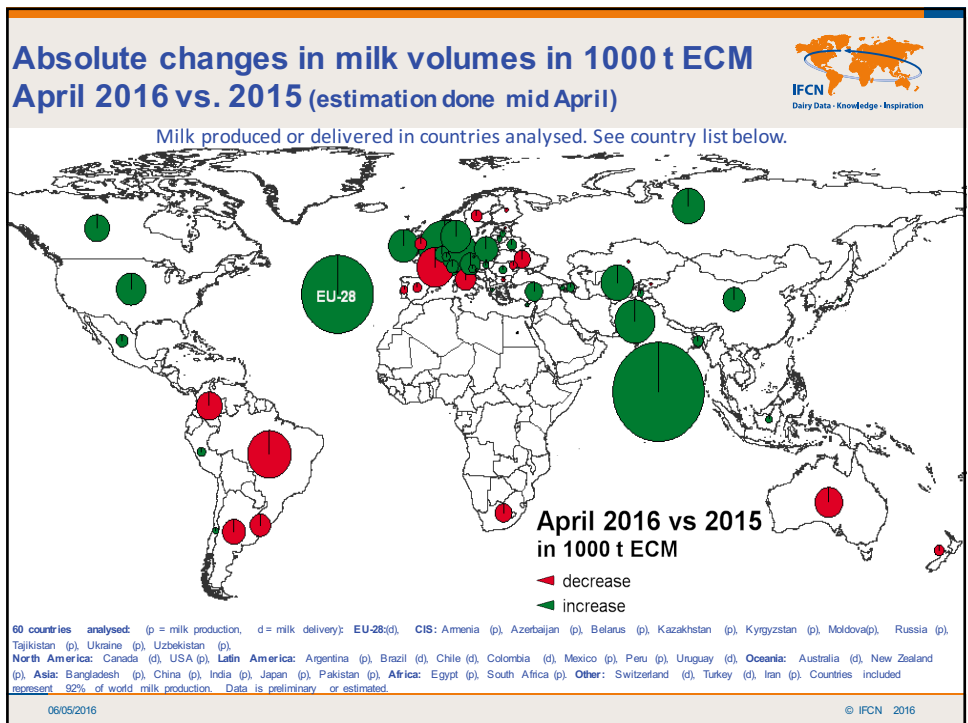 Absolute changes in milk volumes in 1000 t ECM
April 2016 vs. 2015 (estimation done mid April)
IFCN
Dairy Data · Knowledge · Inspiration
Milk produced or delivered in countries analysed. See country list below.
EU-28
April 2016 vs 2015
in 1000 t ECM
decrease
increase
60 countries analysed: (p = milk production, d = milk delivery): EU-28:(d), CIS: Armenia (p), Azerbaijan (p), Belarus (p), Kazakhstan (p), Kyrgyzstan (p), Moldova(p), Russia (p),
Tajikistan (p), Ukraine (p), Uzbekistan (p),
North America: Canada (d), USA (p), Latin America: Argentina (p), Brazil (d), Chile (d), Colombia (d), Mexico (p), Peru (p), Uruguay (d), Oceania: Australia (d), New Zealand
(p), Asia: Bangladesh (p), China (p), India (p), Japan (p), Pakistan (p), Africa: Egypt (p), South Africa (p). Other: Switzerland (d), Turkey (d), Iran (p). Countries included
represent 92% of world milk production. Data is preliminary or estimated.
06/05/2016
© IFCN 2016